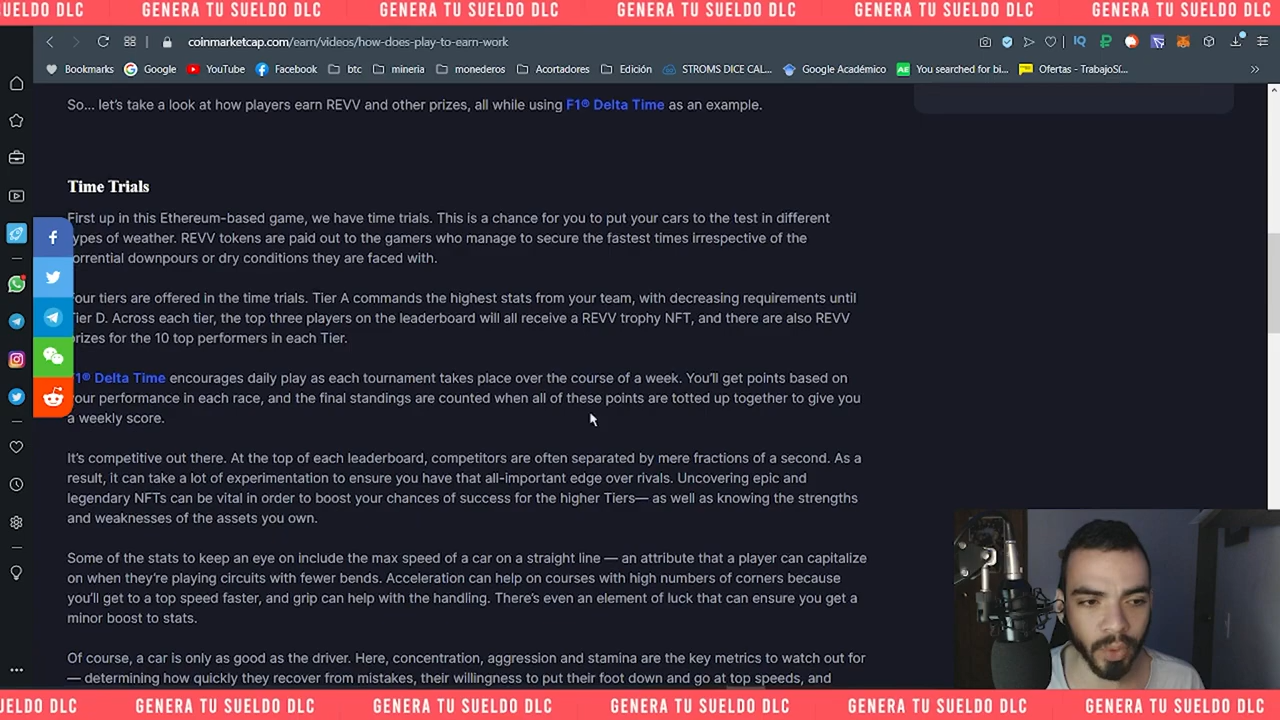 SUELDO DLC GENERA TU SUELDO DLC GENERA TU SUELDO DLC GENERA TU SUELDO DLC GENERA TU SUELDO DLC GENERA TU S
coinmarketcap.com/earn/videos/how-does-play-to-earn-work
Bookmarks Google YouTube Facebook btc mineria monederos Acortadores Edición STROMS DICE CAL... Google Académico You searched for bi... Ofertas - TrabajoSí...
So... let's take a look at how players earn REVV and other prizes, all while using F1® Delta Time as an example.
Time Trials
First up in this Ethereum-based game, we have time trials. This is a chance for you to put your cars to the test in different
types of weather. REVV tokens are paid out to the gamers who manage to secure the fastest times irrespective of the
torrential downpours or dry conditions they are faced with.
Four tiers are offered in the time trials. Tier A commands the highest stats from your team, with decreasing requirements until
Tier D. Across each tier, the top three players on the leaderboard will all receive a REVV trophy NFT, and there are also REVV
prizes for the 10 top performers in each Tier.
F1® Delta Time encourages daily play as each tournament takes place over the course of a week. You'll get points based on
your performance in each race, and the final standings are counted when all of these points are totted up together to give you
a weekly score.
It's competitive out there. At the top of each leaderboard, competitors are often separated by mere fractions of a second. As a
result, it can take a lot of experimentation to ensure you have that all-important edge over rivals. Uncovering epic and
legendary NFTs can be vital in order to boost your chances of success for the higher Tiers— as well as knowing the strengths
and weaknesses of the assets you own.
Some of the stats to keep an eye on include the max speed of a car on a straight line — an attribute that a player can capitalize
on when they're playing circuits with fewer bends. Acceleration can help on courses with high numbers of corners because
you'll get to a top speed faster, and grip can help with the handling. There's even an element of luck that can ensure you get a
minor boost to stats.
Of course, a car is only as good as the driver. Here, concentration, aggression and stamina are the key metrics to watch out for
— determining how quickly they recover from mistakes, their willingness to put their foot down and go at top speeds, and
UELDO DLC GENERA TU SUELDO DLC GENERA TU SUELDO DLC GENERA TU SUELDO DLC GENERA TU SUELDO DLC GENERA TU SU